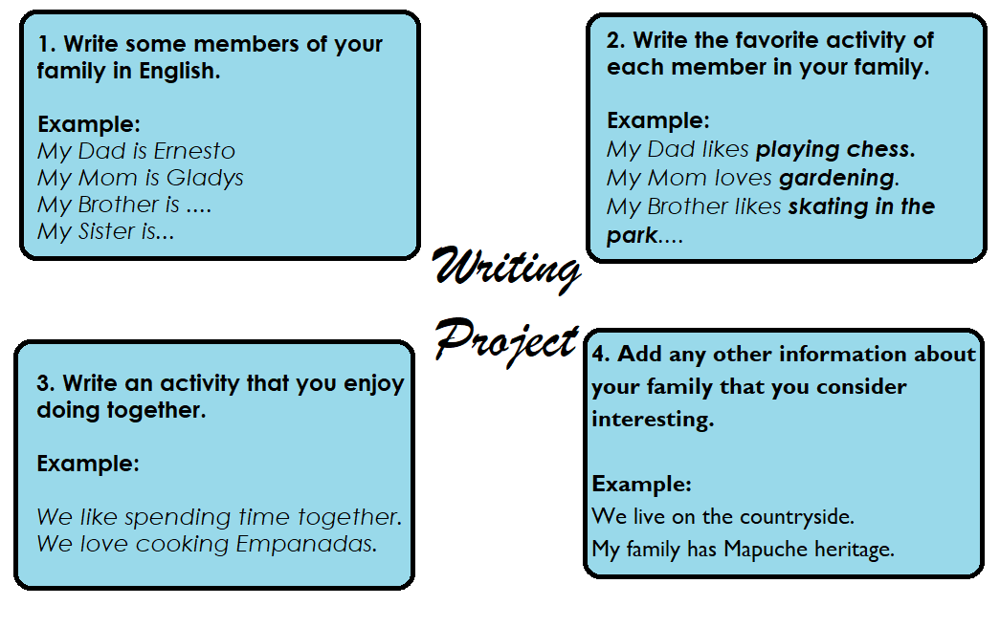 1. Write some members of your
family in English.
Example:
My Dad is Ernesto
My Mom is Gladys
My Brother is ....
My Sister is...
2. Write the favorite activity of
each member in your family.
Example:
My Dad likes playing chess.
My Mom loves gardening.
My Brother likes skating in the
park....
Writing
Project
3. Write an activity that you enjoy
doing together.
Example:
We like spending time together.
We love cooking Empanadas.
4. Add any other information about
your family that you consider
interesting.
Example:
We live on the countryside.
My family has Mapuche heritage.